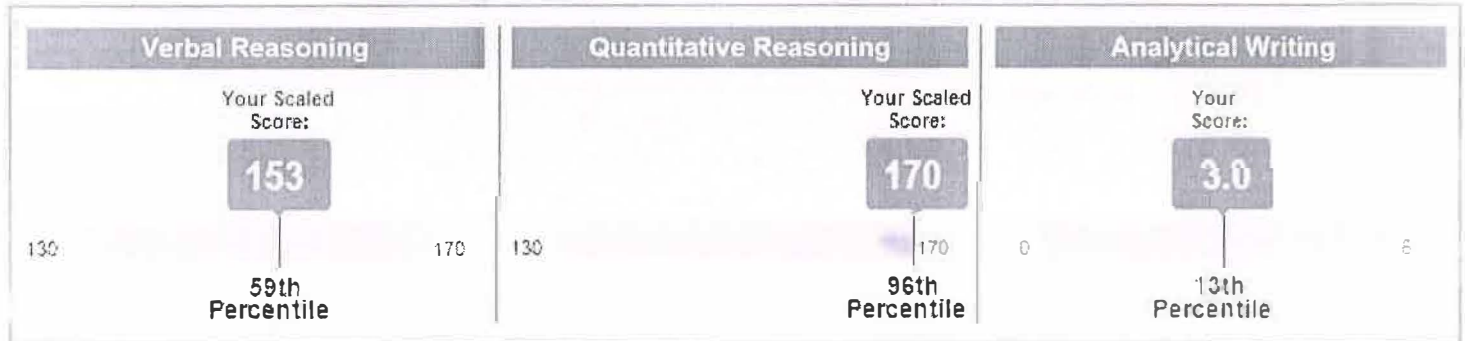 Verbal Reasoning
Your Scaled
Score:
153
130
170
59th
Percentile
Quantitative Reasoning
Your Scaled
Score:
170
130
170
96th
Percentile
Analytical Writing
Your
Score:
3.0
0
6
13th
Percentile